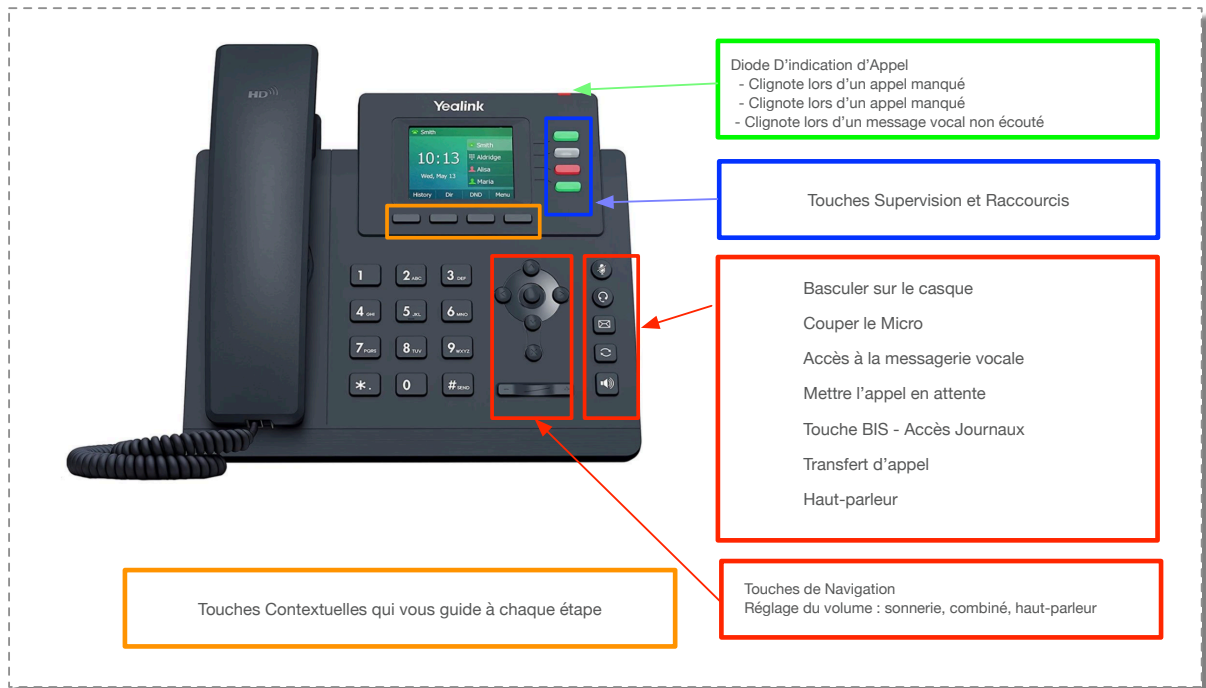 Diode D'indication d'Appel
- Clignote lors d'un appel manqué
- Clignote lors d'un appel manqué
- Clignote lors d'un message vocal non écouté
Touches Supervision et Raccourcis
Basculer sur le casque
Couper le Micro
Accès à la messagerie vocale
Mettre l'appel en attente
Touche BIS - Accès Journaux
Transfert d'appel
Haut-parleur
Touches de Navigation
Réglage du volume : sonnerie, combiné, haut-parleur
Touches Contextuelles qui vous guide à chaque étape
HD
Yealink
Smith
Smith
10:13
Aldridge
Wed, May 13
Alisa
Maria
History Dir DND Menu
1 2 ABC 3 DEF
4 GHI 5 JKL 6 MNO
7 PQRS 8 TUV 9 WXYZ
*. 0 # SEND